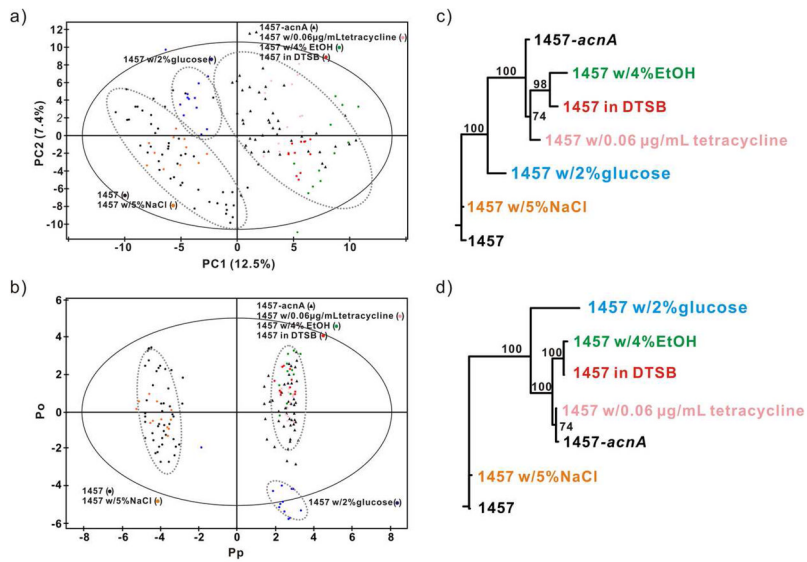 a)
1457-acnA (▲)
1457 w/0.06µg/mLtetracycline (•)
1457 w/4% EtOH (•)
1457 in DTSB (•)
1457 w/2%glucose(•)
1457 (•)
1457 w/5%NaCl (•)
PC2 (7.4%)
12
10
8
6
4
2
0
-2
-4
-6
-8
-10
-15
-10
-5
0
5
10
PC1 (12.5%)
b)
1457-acnA (▲)
1457 w/0.06µg/mLtetracycline (•)
1457 w/4% EtOH (•)
1457 in DTSB (•)
1457 (•)
1457 w/5%NaCl (•)
1457 w/2%glucose(•)
Po
6
4
2
0
-2
-4
-6
-8
-6
-4
-2
0
2
4
6
8
Pp
c)
1457-acnA
100
98
1457 w/4%EtOH
1457 in DTSB
74
100
1457 w/0.06 µg/mL tetracycline
1457 w/2%glucose
1457 w/5%NaCl
1457
d)
1457 w/2%glucose
1457 w/4%EtOH
100
100
1457 in DTSB
100
1457 w/0.06 µg/mL tetracycline
74
1457-acnA
1457 w/5%NaCl
1457